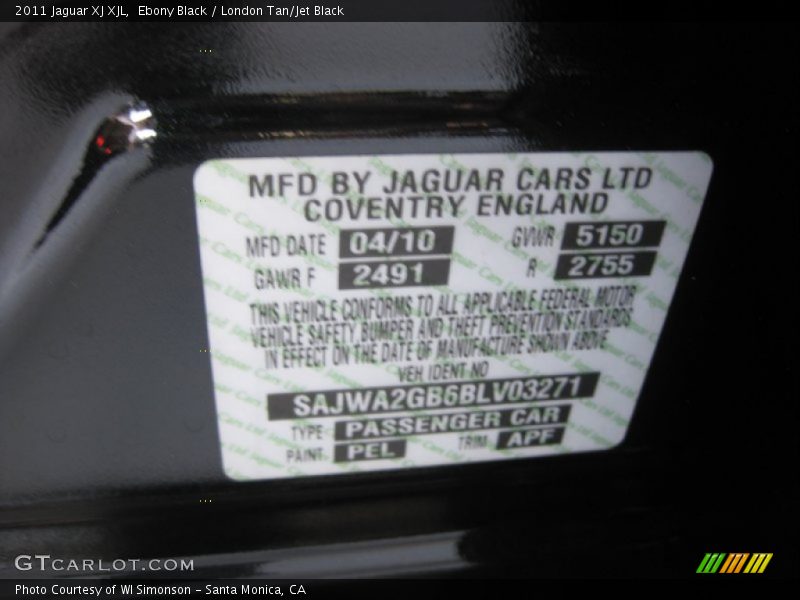 2011 Jaguar XJ XJL,  Ebony Black / London Tan/Jet Black
MFD BY JAGUAR CARS LTD
COVENTRY ENGLAND
MFD DATE 04/10 GVWR 5150
GAWR F 2491 R 2755
THIS VEHICLE CONFORMS TO ALL APPLICABLE FEDERAL MOTOR
VEHICLE SAFETY BUMPER AND THEFT PREVENTION STANDARDS
IN EFFECT ON THE DATE OF MANUFACTURE SHOWN ABOVE
VEH IDENT NO
SAJWA2GB6BLV03271
TYPE PASSENGER CAR
PAINT PEL TRIM APF
GTCARLOT.COM
Photo Courtesy of WI Simonson – Santa Monica, CA